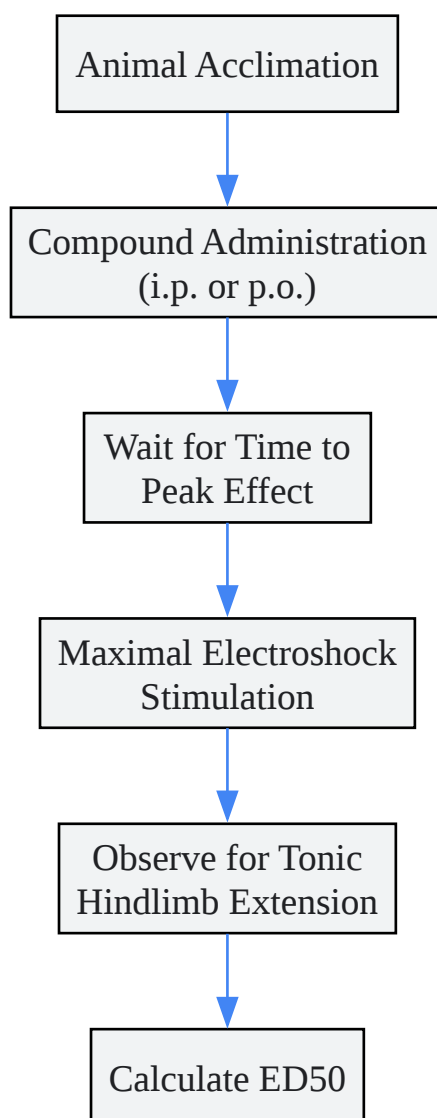 Animal Acclimation
Compound Administration
(i.p. or p.o.)
Wait for Time to
Peak Effect
Maximal Electroshock
Stimulation
Observe for Tonic
Hindlimb Extension
Calculate ED50